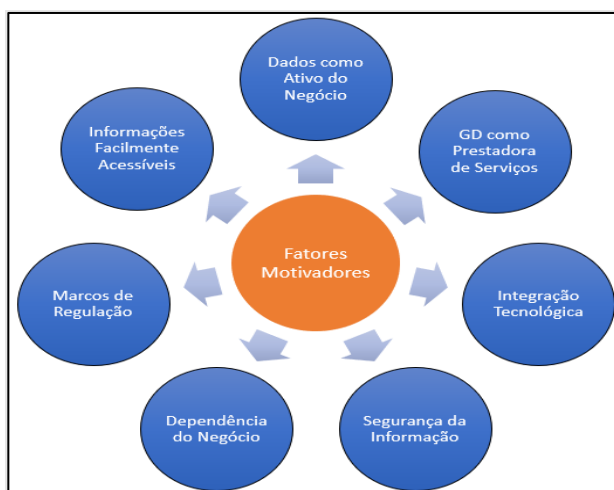 Dados como
Ativo do
Negócio
GD como
Prestadora
de Serviços
Integração
Tecnológica
Segurança da
Informação
Dependência
do Negócio
Marcos de
Regulação
Informações
Facilmente
Acessíveis
Fatores
Motivadores